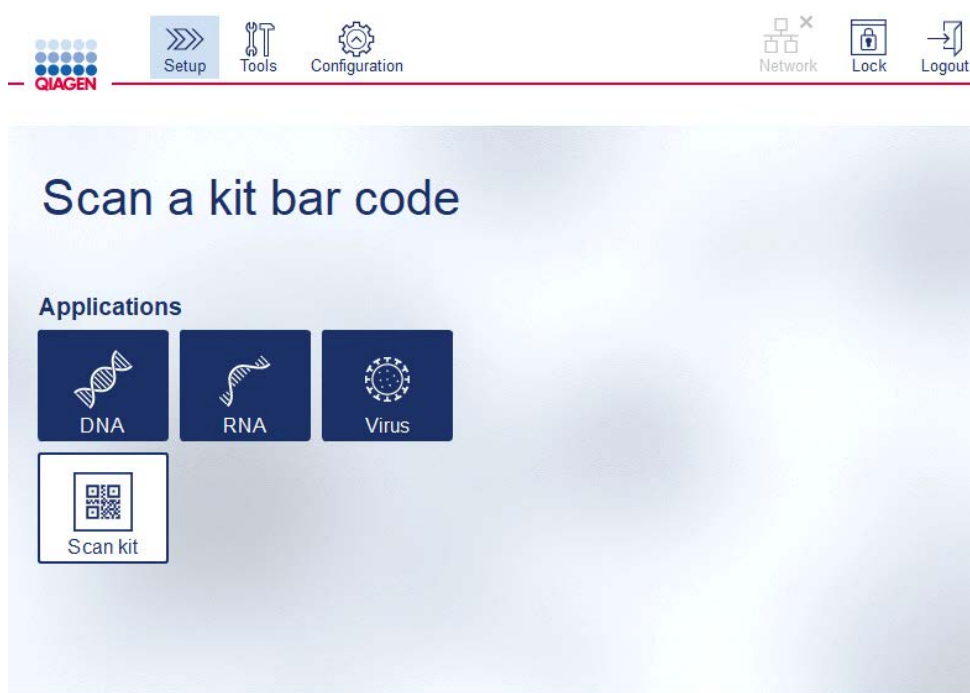 QIAGEN
Setup
Tools
Configuration
Network
Lock
Logout
Scan a kit bar code
Applications
DNA
RNA
Virus
Scan kit